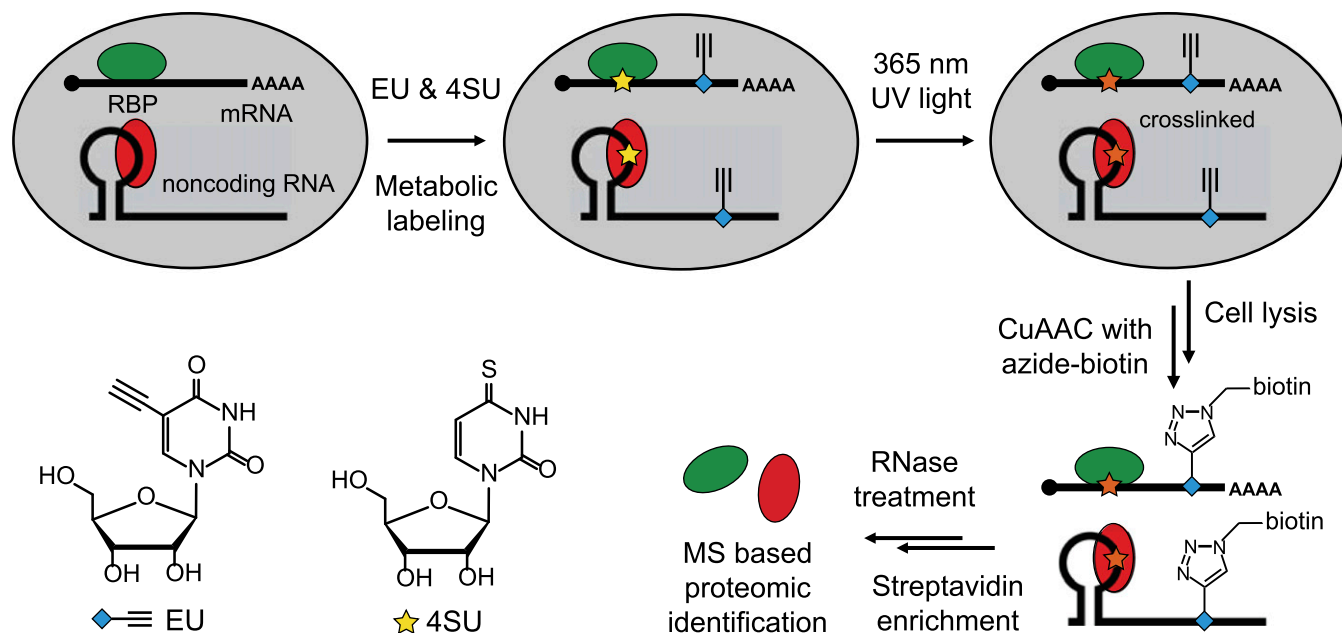 AAAA
RBP
mRNA
noncoding RNA
EU & 4SU
Metabolic
labeling
AAAA
365 nm
UV light
AAAA
crosslinked
CuAAC with
azide-biotin
Cell lysis
biotin
N
N
N
AAAA
biotin
N
N
N
RNase
treatment
Streptavidin
enrichment
MS based
proteomic
identification
O
NH
N
O
HO
O
OH
OH
EU
S
NH
N
O
HO
O
OH
OH
4SU